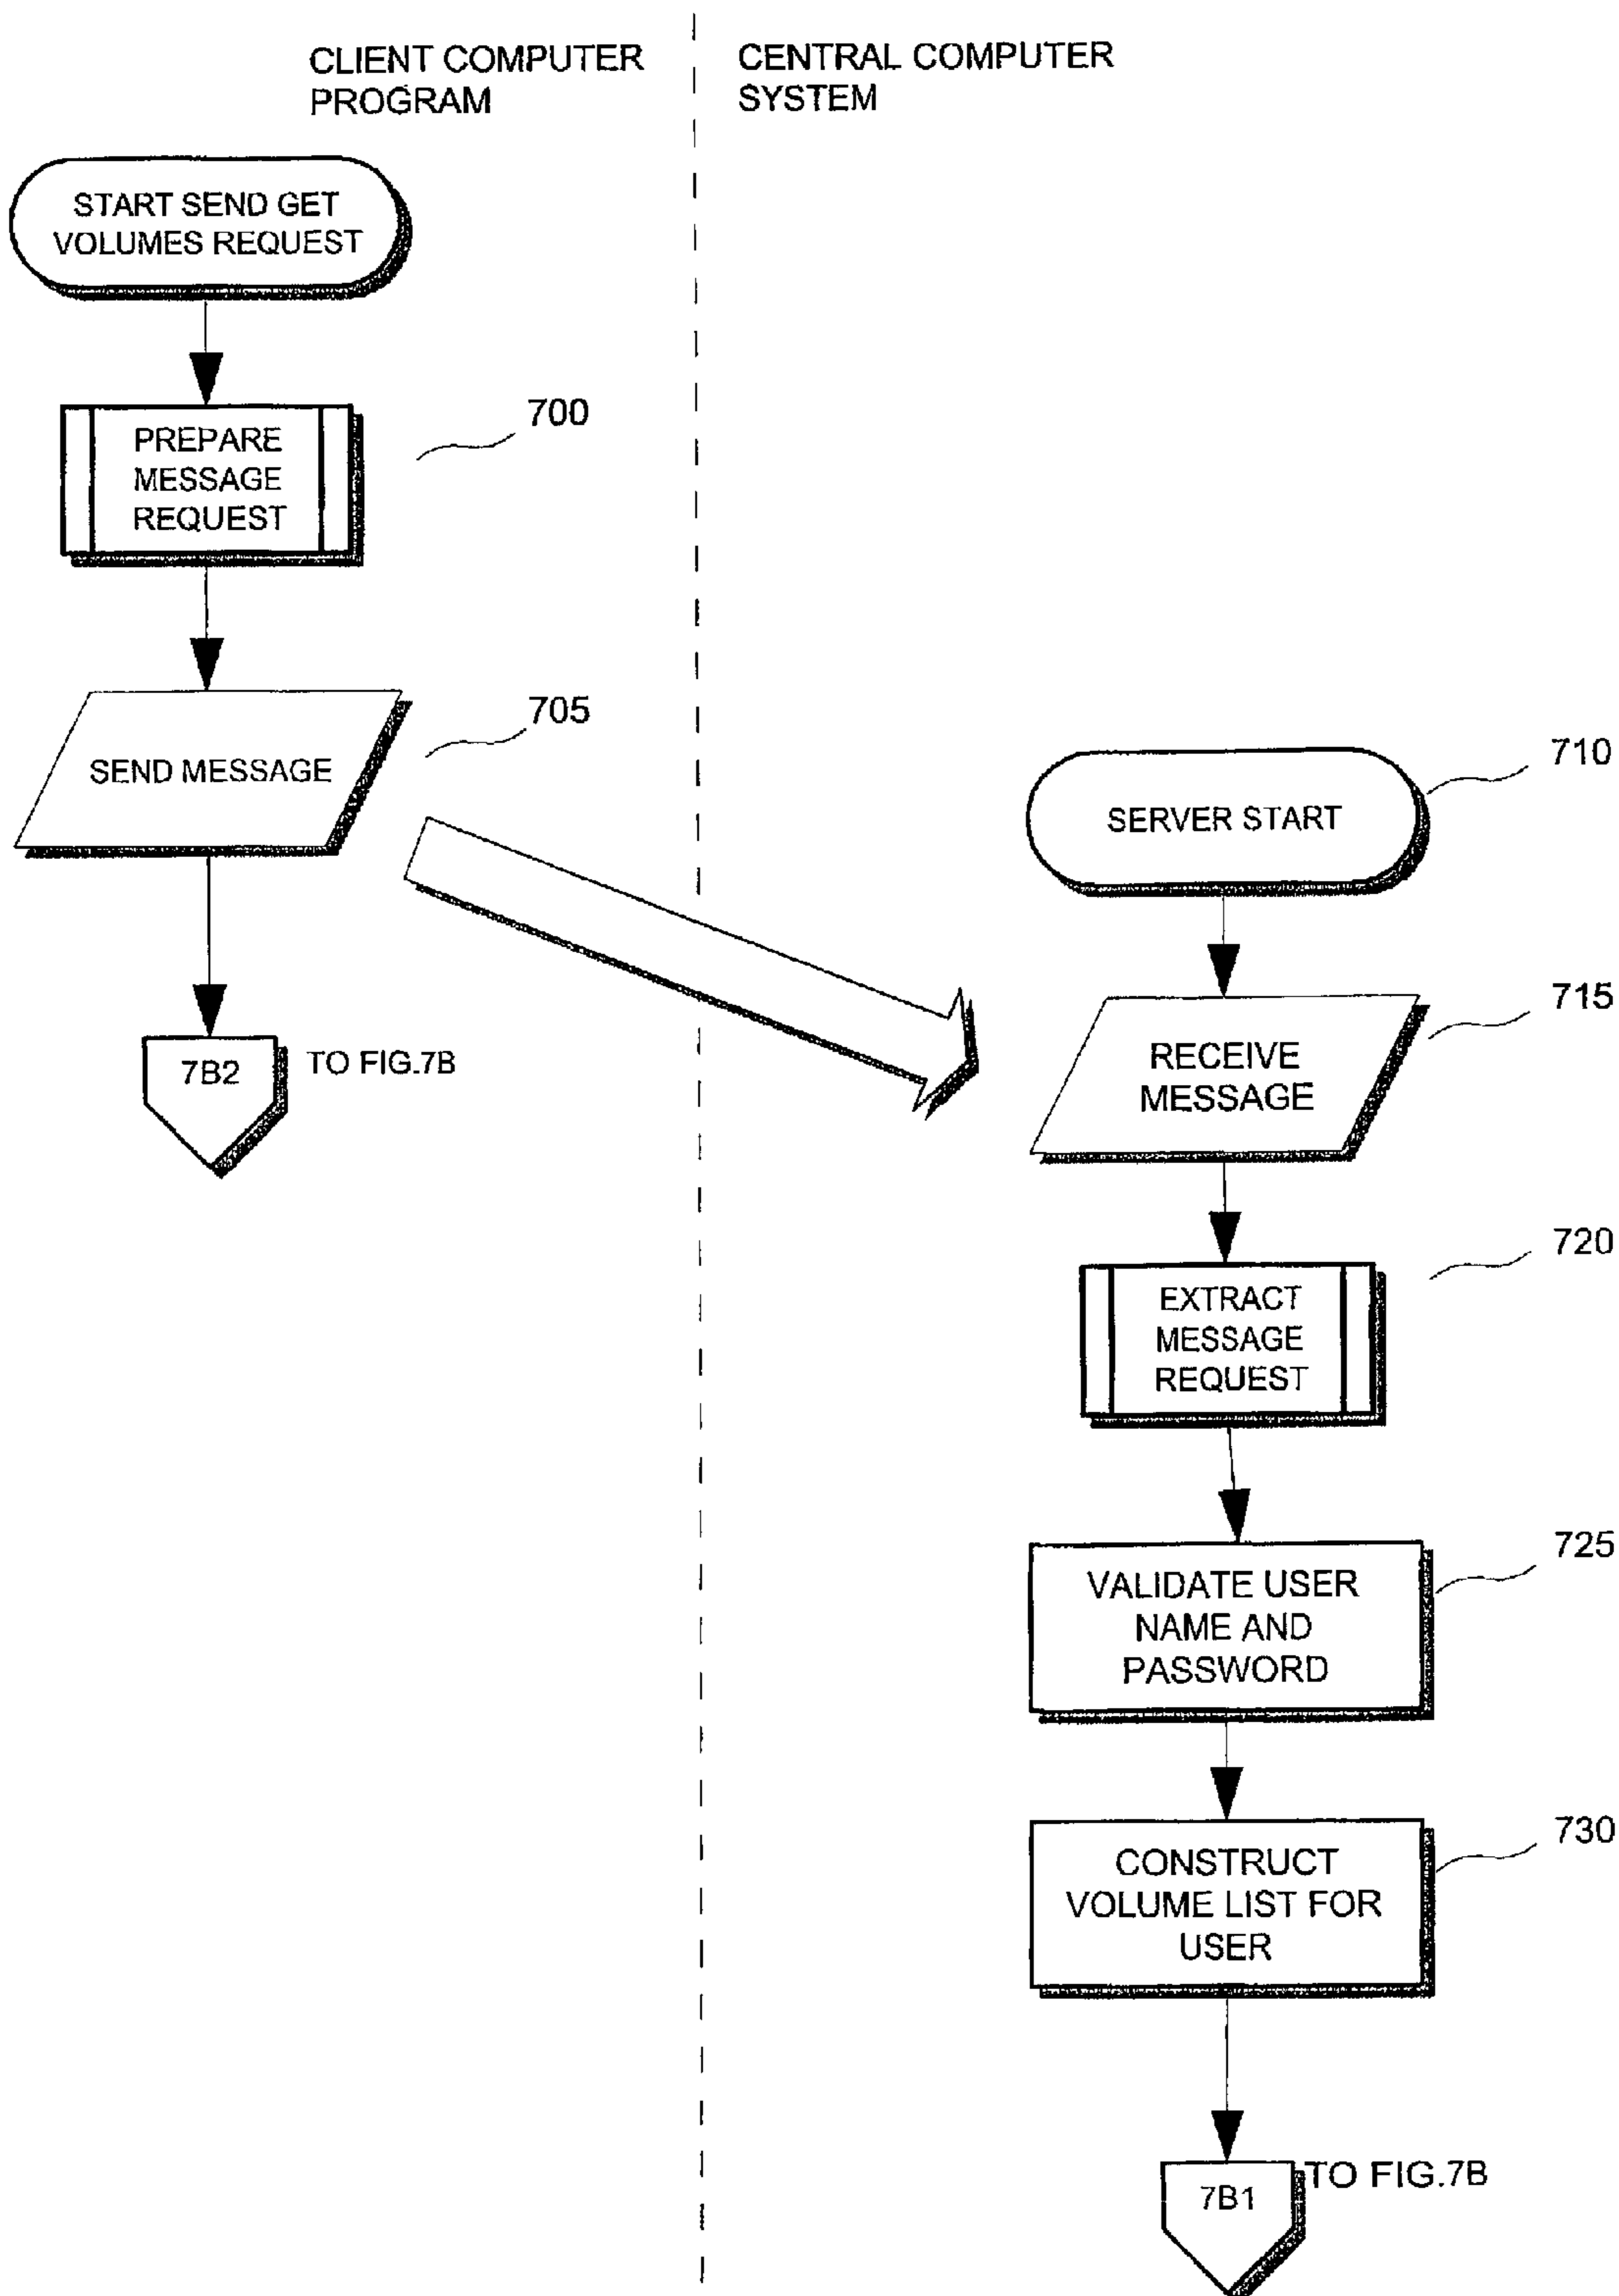 CLIENT COMPUTER
PROGRAM
CENTRAL COMPUTER
SYSTEM
START SEND GET
VOLUMES REQUEST
PREPARE
MESSAGE
REQUEST
700
SEND MESSAGE
705
7B2
TO FIG.7B
SERVER START
710
RECEIVE
MESSAGE
715
EXTRACT
MESSAGE
REQUEST
720
VALIDATE USER
NAME AND
PASSWORD
725
CONSTRUCT
VOLUME LIST FOR
USER
730
7B1
TO FIG.7B